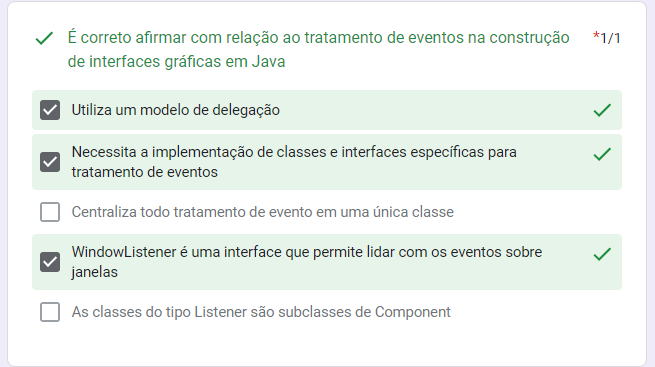 É correto afirmar com relação ao tratamento de eventos na construção *1/1
de interfaces gráficas em Java
Utiliza um modelo de delegação
Necessita a implementação de classes e interfaces específicas para
tratamento de eventos
Centraliza todo tratamento de evento em uma única classe
WindowListener é uma interface que permite lidar com os eventos sobre
janelas
As classes do tipo Listener são subclasses de Component